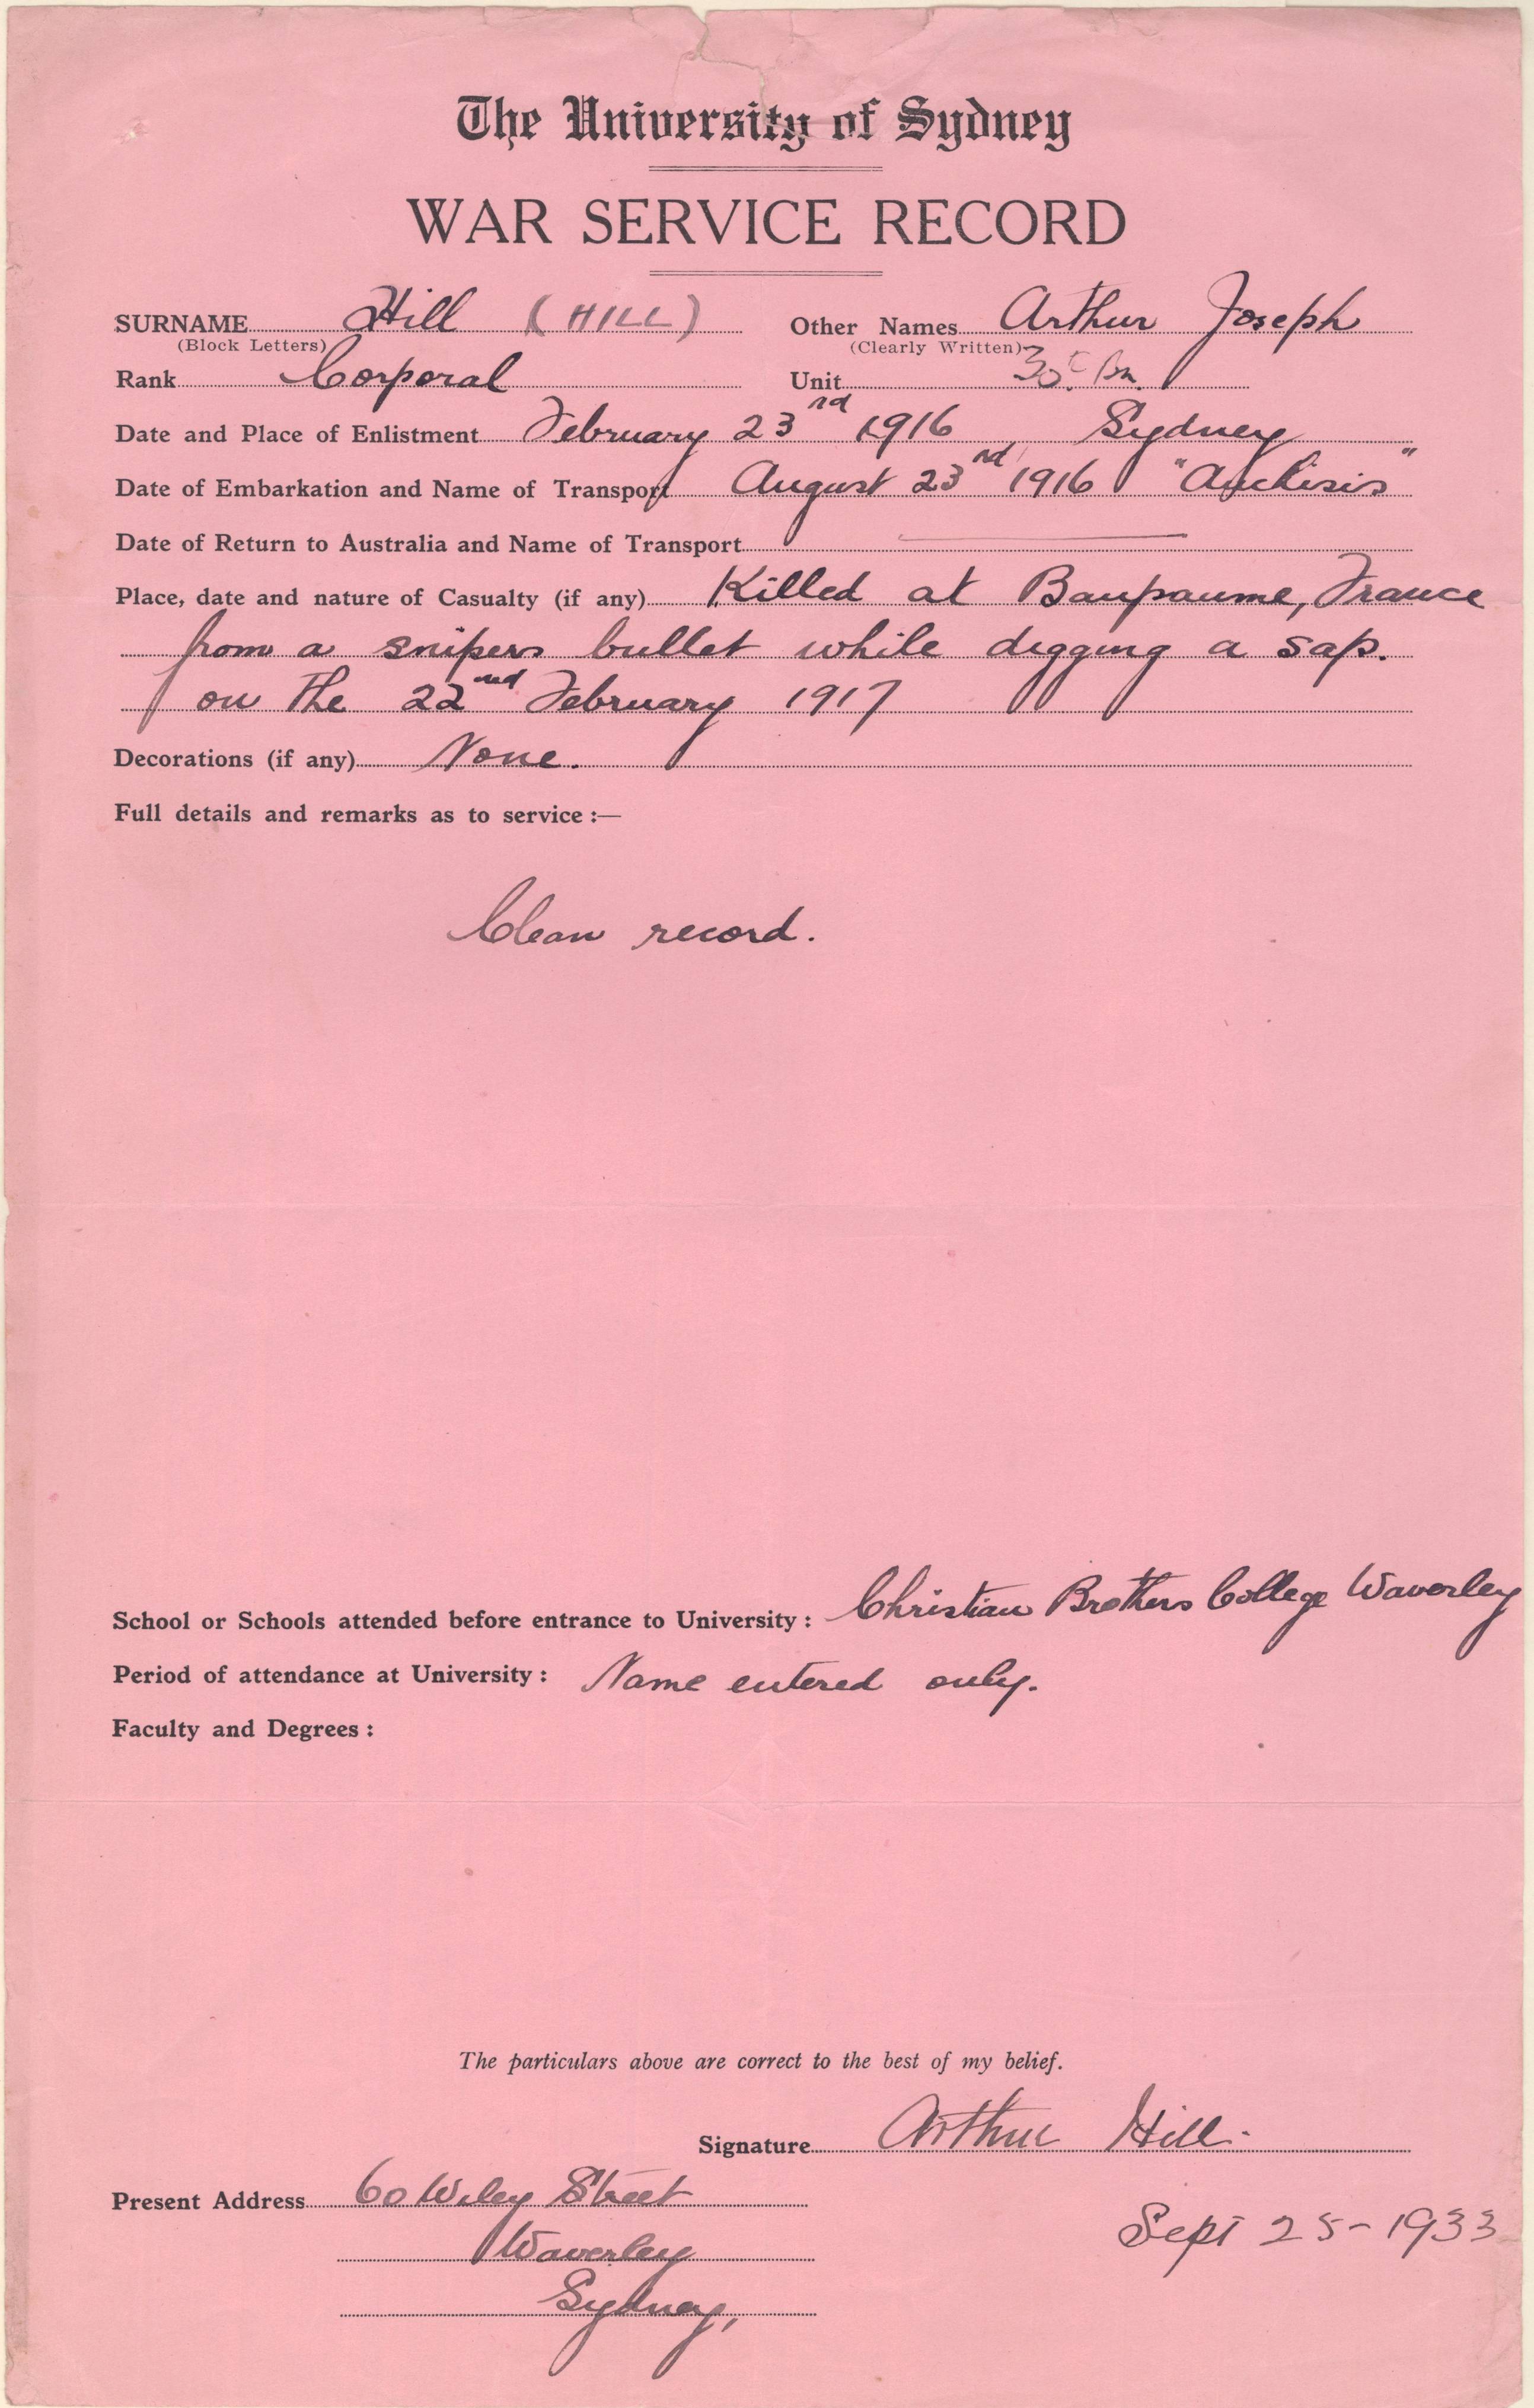 The University of Sydney
WAR SERVICE RECORD
SURNAME Hill (HILL) Other Names Arthur Joseph
(Block Letters) (Clearly Written)
Rank Corporal Unit 30th Bn.
Date and Place of Enlistment February 23rd 1916, Sydney
Date of Embarkation and Name of Transport August 23rd 1916 "Anchisis"
Date of Return to Australia and Name of Transport
Place, date and nature of Casualty (if any) Killed at Baupaume, France
from a snipers bullet while digging a sap.
on the 22nd February 1917
Decorations (if any) None.
Full details and remarks as to service :—
Clean record.
School or Schools attended before entrance to University : Christian Brothers College Waverley
Period of attendance at University : Name entered only.
Faculty and Degrees :
The particulars above are correct to the best of my belief.
Signature Arthur Hill.
Present Address 60 Wiley Street
Waverley
Sept 25-1933
Sydney,